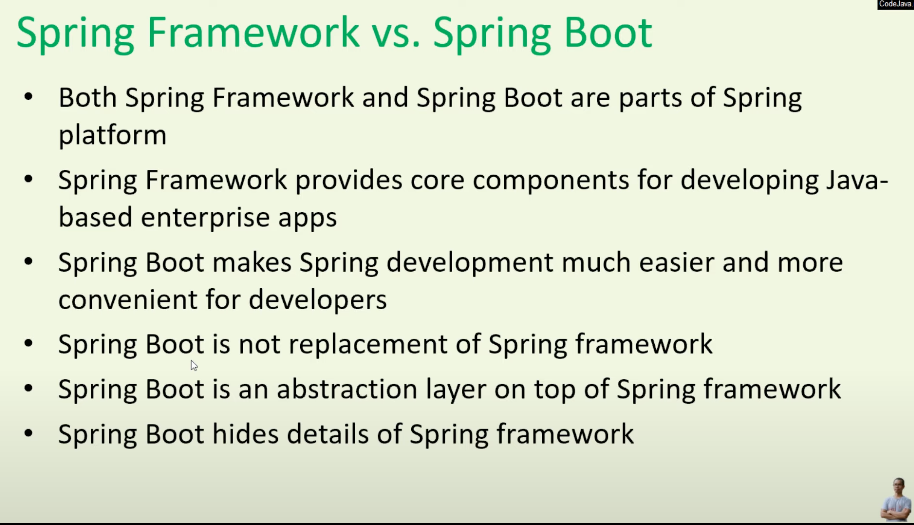 CodeJava
Spring Framework vs. Spring Boot
• Both Spring Framework and Spring Boot are parts of Spring
platform
• Spring Framework provides core components for developing Java-
based enterprise apps
• Spring Boot makes Spring development much easier and more
convenient for developers
• Spring Boot is not replacement of Spring framework
• Spring Boot is an abstraction layer on top of Spring framework
• Spring Boot hides details of Spring framework